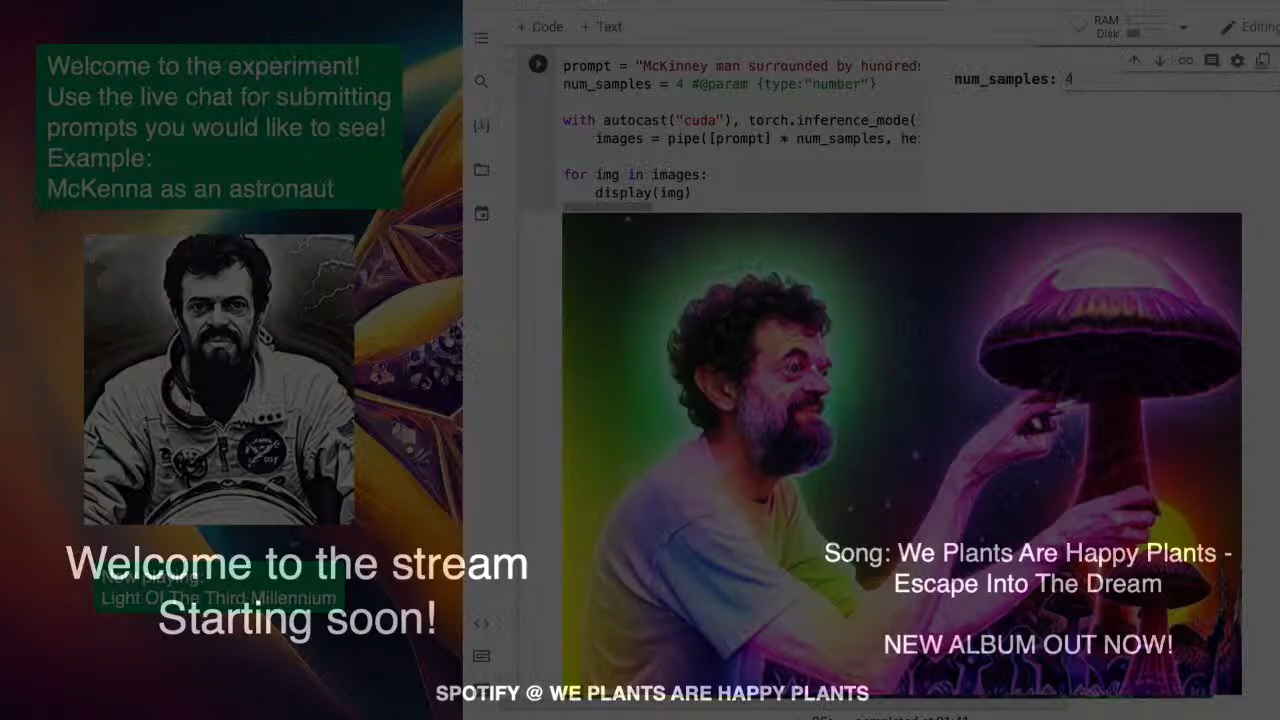 Welcome to the experiment!
Use the live chat for submitting
prompts you would like to see!
Example:
McKenna as an astronaut
Welcome to the stream
Starting soon!
Now playing:
Light Of The Third Millennium
+ Code + Text
RAM
Disk
Editing
prompt = "McKinney man surrounded by hundreds
num_samples = 4 #@param {type:"number"}
with autocast("cuda"), torch.inference_mode(
images = pipe([prompt] * num_samples, he
for img in images:
display(img)
num_samples: 4
Song: We Plants Are Happy Plants -
Escape Into The Dream
NEW ALBUM OUT NOW!
SPOTIFY @ WE PLANTS ARE HAPPY PLANTS